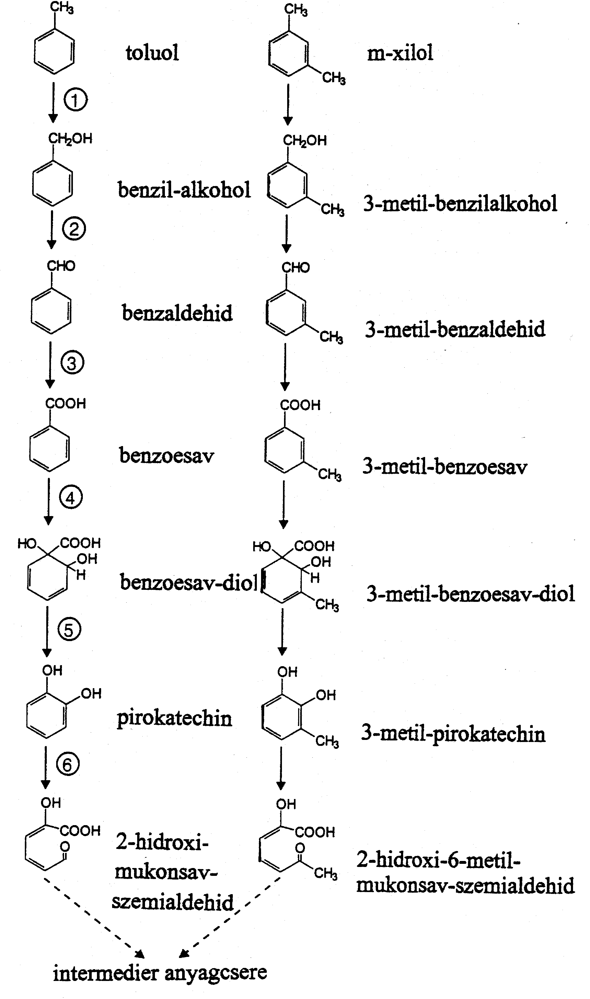 CH3
CH3
toluol
m-xilol
CH3
1
CH2OH
CH2OH
benzil-alkohol
3-metil-benzilalkohol
CH3
2
CHO
CHO
benzaldehid
3-metil-benzaldehid
CH3
3
COOH
COOH
benzoesav
3-metil-benzoesav
CH3
4
HO COOH
OH
H
HO COOH
OH
H
benzoesav-diol
3-metil-benzoesav-diol
CH3
5
OH
OH
OH
OH
pirokatechin
3-metil-pirokatechin
CH3
6
OH
COOH
O
OH
COOH
O
CH3
2-hidroxi-
mukonsav-
szemialdehid
2-hidroxi-6-metil-
mukonsav-szemialdehid
intermedier anyagcsere